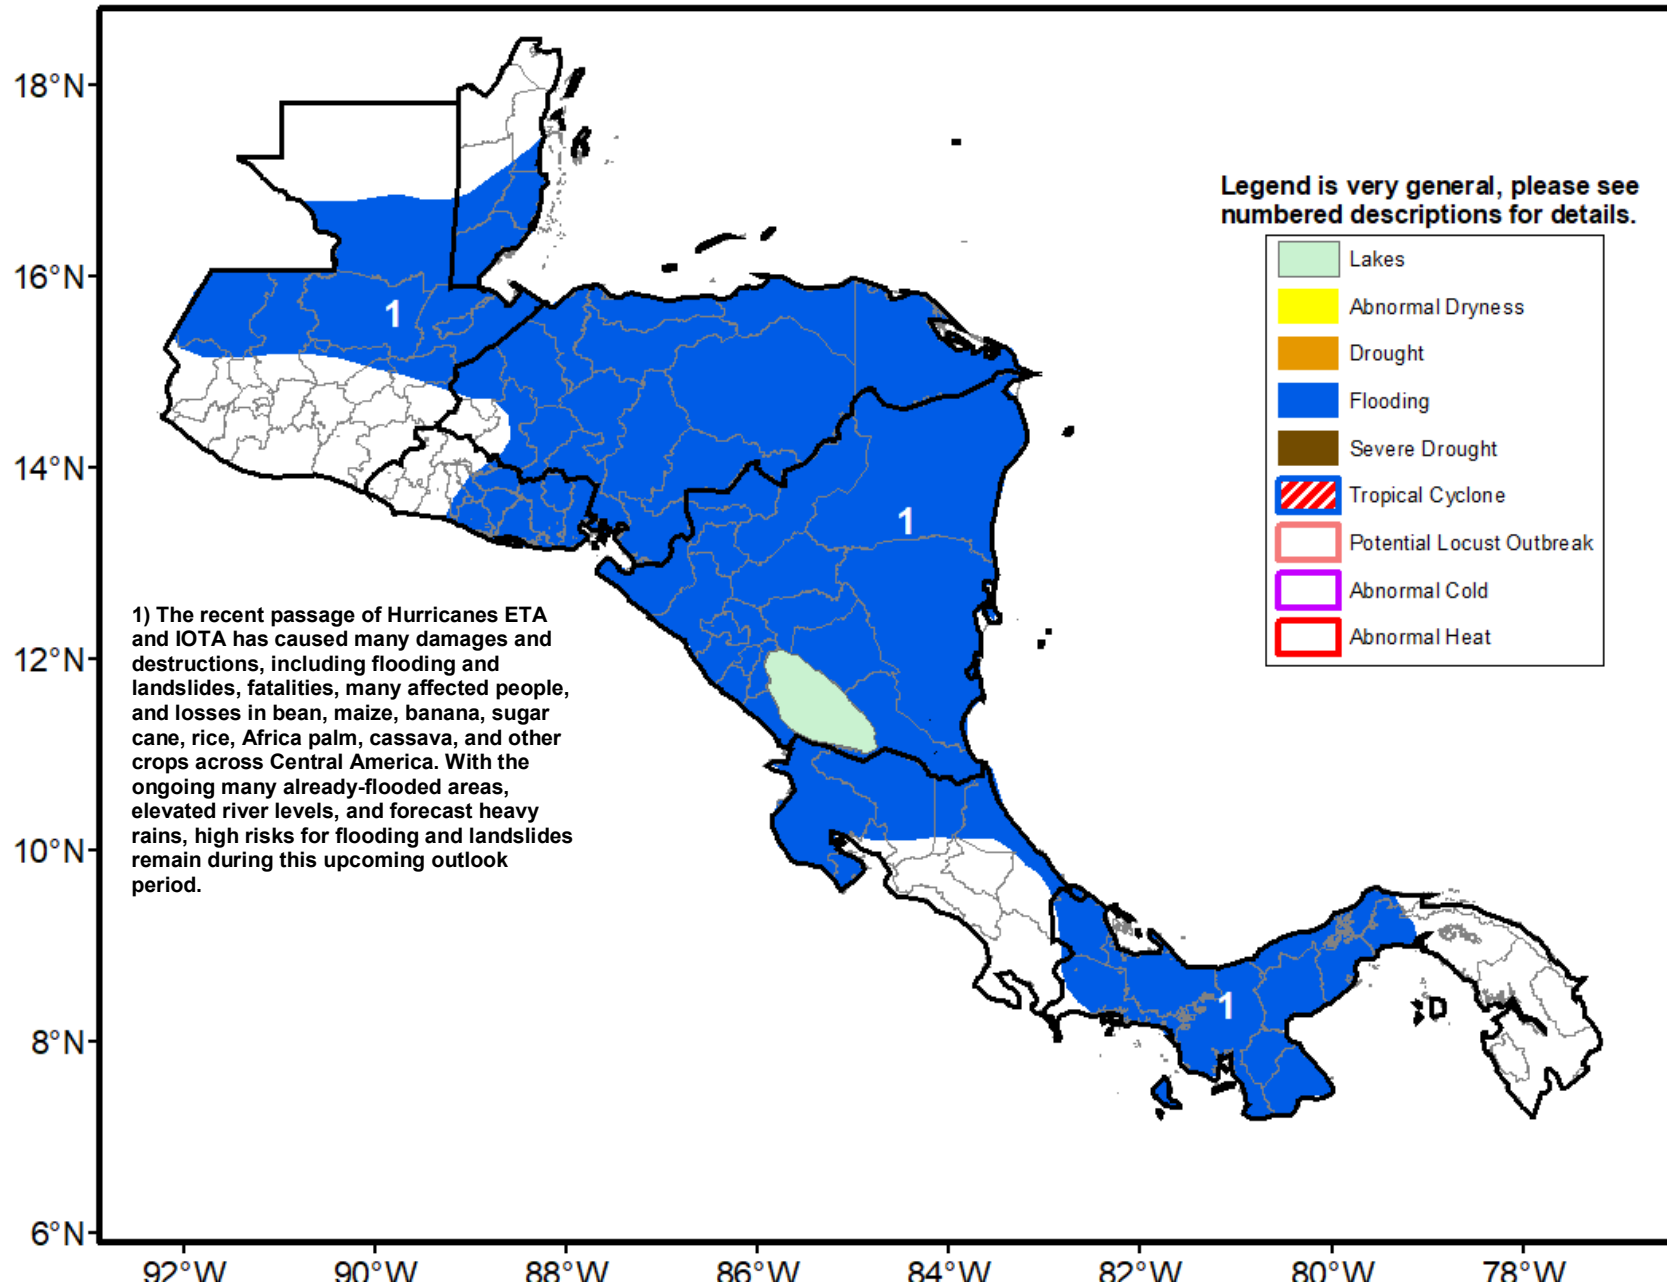 18°N
16°N
14°N
12°N
10°N
8°N
6°N
92°W
90°W
88°W
86°W
84°W
82°W
80°W
78°W
1
1
1
Legend is very general, please see
numbered descriptions for details.
Lakes
Abnormal Dryness
Drought
Flooding
Severe Drought
Tropical Cyclone
Potential Locust Outbreak
Abnormal Cold
Abnormal Heat
1) The recent passage of Hurricanes ETA
and IOTA has caused many damages and
destructions, including flooding and
landslides, fatalities, many affected people,
and losses in bean, maize, banana, sugar
cane, rice, Africa palm, cassava, and other
crops across Central America. With the
ongoing many already-flooded areas,
elevated river levels, and forecast heavy
rains, high risks for flooding and landslides
remain during this upcoming outlook
period.